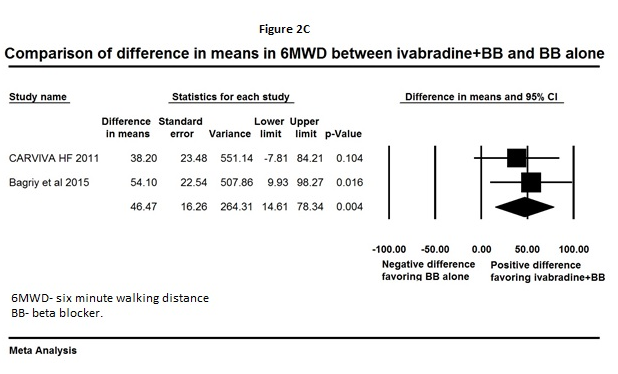 Figure 2C
Comparison of difference in means in 6MWD between ivabradine+BB and BB alone
Study name Statistics for each study Difference in means and 95% CI
Difference Standard Lower Upper
in means error Variance limit limit p-Value
CARVIVA HF 2011 38.20 23.48 551.14 -7.81 84.21 0.104
Bagriy et al 2015 54.10 22.54 507.86 9.93 98.27 0.016
46.47 16.26 264.31 14.61 78.34 0.004
-100.00 -50.00 0.00 50.00 100.00
Negative difference Positive difference
favoring BB alone favoring ivabradine+BB
6MWD- six minute walking distance
BB- beta blocker.
Meta Analysis